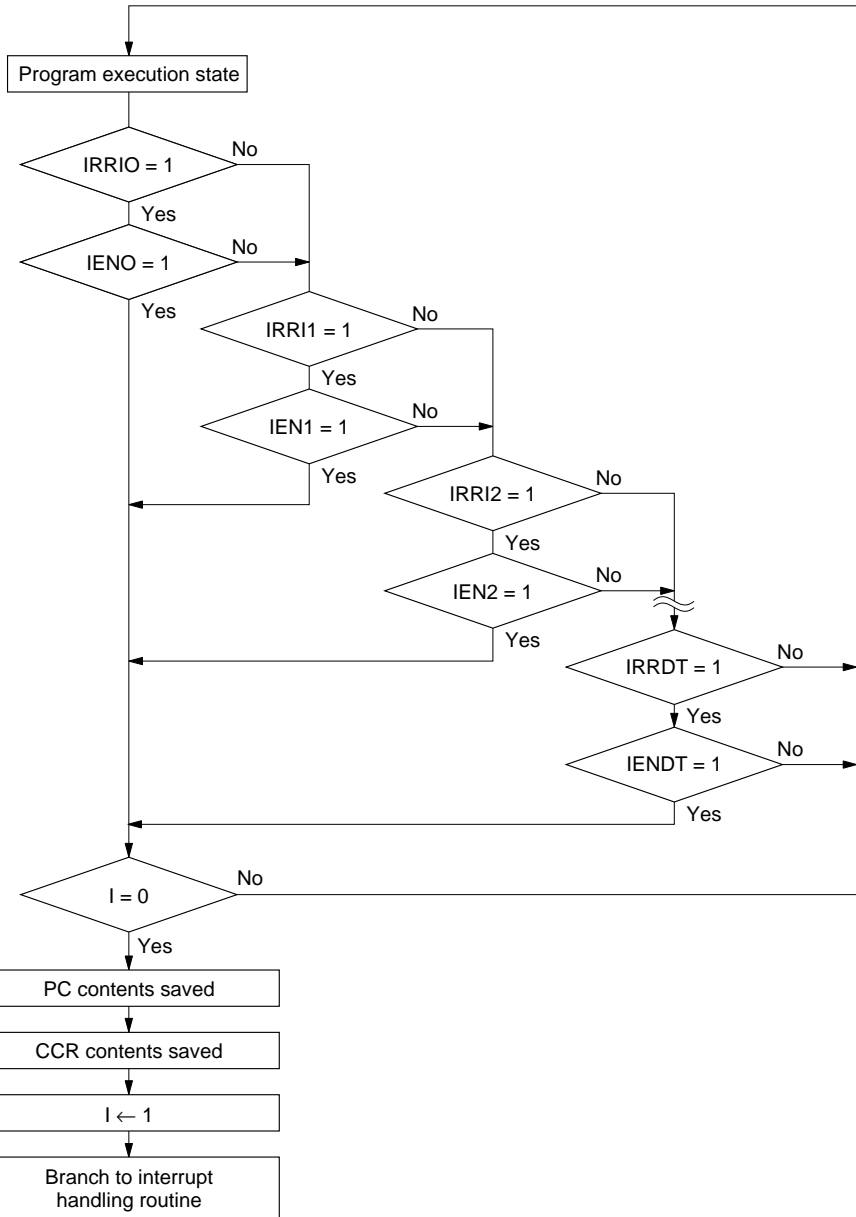 Program execution state
IRRIO = 1
No
Yes
IENO = 1
No
Yes
IRRI1 = 1
No
Yes
IEN1 = 1
No
Yes
IRRI2 = 1
No
Yes
IEN2 = 1
No
Yes
IRRDT = 1
No
Yes
IENDT = 1
No
Yes
I = 0
No
Yes
PC contents saved
CCR contents saved
I ← 1
Branch to interrupt
handling routine